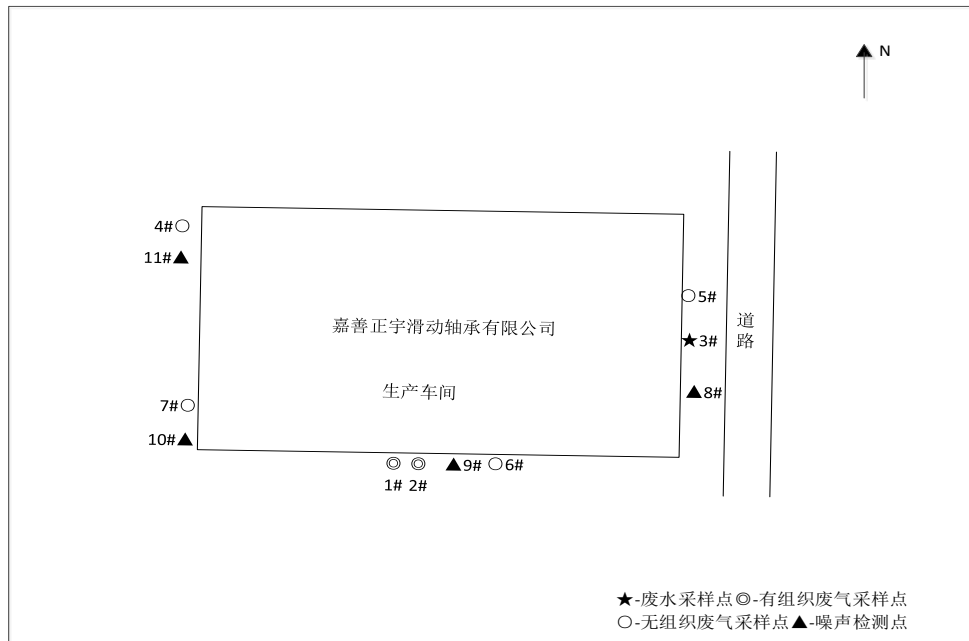 N
4#
11#
5#
嘉善正宇滑动轴承有限公司
3#
道路
生产车间
8#
7#
10#
9#
6#
1#
2#
★-废水采样点◎-有组织废气采样点
○-无组织废气采样点▲-噪声检测点